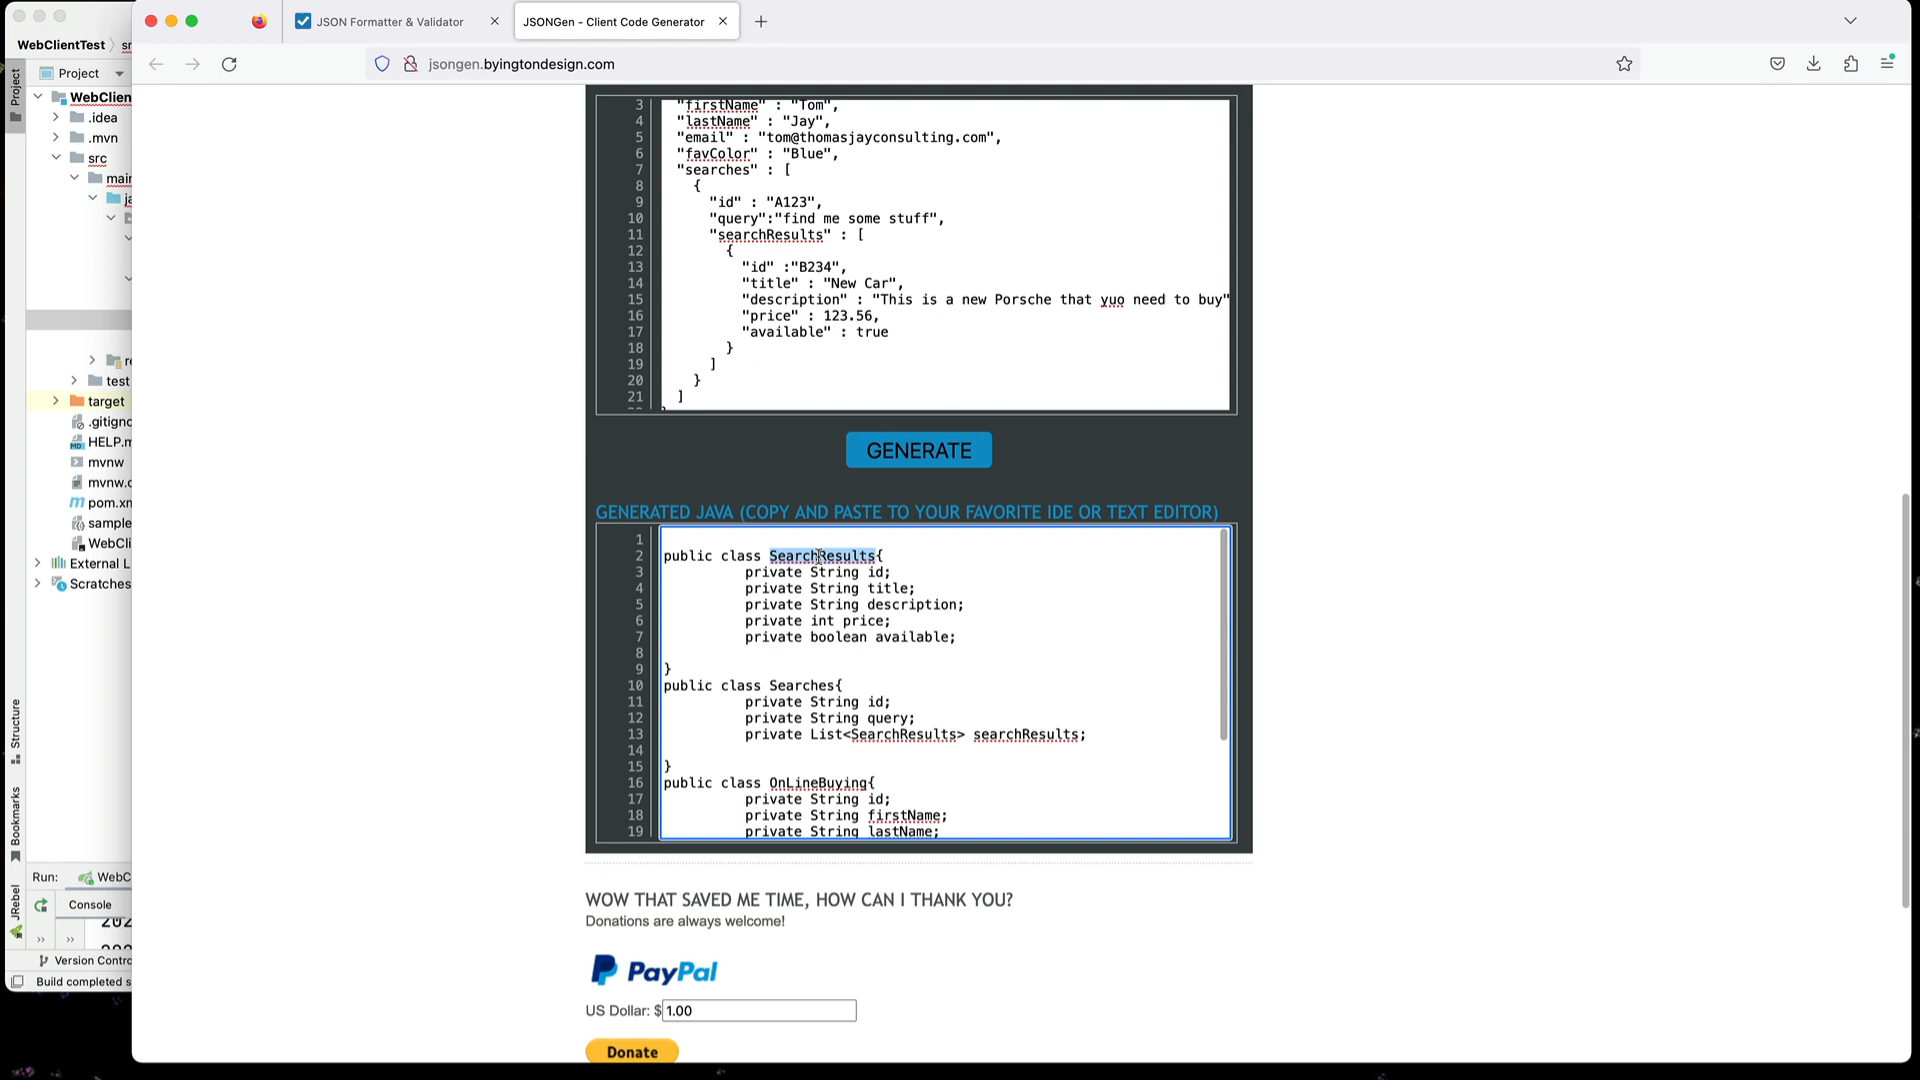 JSON Formatter & Validator
JSONGen - Client Code Generator
WebClientTest
Project
jsongen.byingtondesign.com
Project
WebClien
.idea
.mvn
src
mair
test
target
.gitigno
HELP.m
mvnw
mvnw.c
pom.xm
sample
WebCli
External L
Scratches
3 "firstName" : "Tom",
4 "lastName" : "Jay",
5 "email" : "tom@thomasjayconsulting.com",
6 "favColor" : "Blue",
7 "searches" : [
8 {
9 "id" : "A123",
10 "query":"find me some stuff",
11 "searchResults" : [
12 {
13 "id" :"B234",
14 "title" : "New Car",
15 "description" : "This is a new Porsche that yuo need to buy"
16 "price" : 123.56,
17 "available" : true
18 }
19 ]
20 }
21 ]
GENERATE
GENERATED JAVA (COPY AND PASTE TO YOUR FAVORITE IDE OR TEXT EDITOR)
1
2 public class SearchResults{
3 private String id;
4 private String title;
5 private String description;
6 private int price;
7 private boolean available;
8
9 }
10 public class Searches{
11 private String id;
12 private String query;
13 private List<SearchResults> searchResults;
14
15 }
16 public class OnLineBuying{
17 private String id;
18 private String firstName;
19 private String lastName;
Structure
Bookmarks
JRebel
Run:
WebC
Console
Version Contro
Build completed s
WOW THAT SAVED ME TIME, HOW CAN I THANK YOU?
Donations are always welcome!
PayPal
US Dollar: $ 1.00
Donate